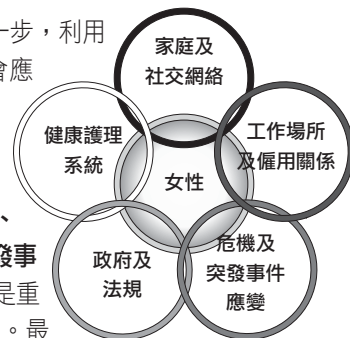 一步，利用
會應
、
發事
是重
。最
家庭及
社交網絡
健康護理
系統
工作場所
及僱用關係
女性
政府及
法規
危機及
突發事件
應變